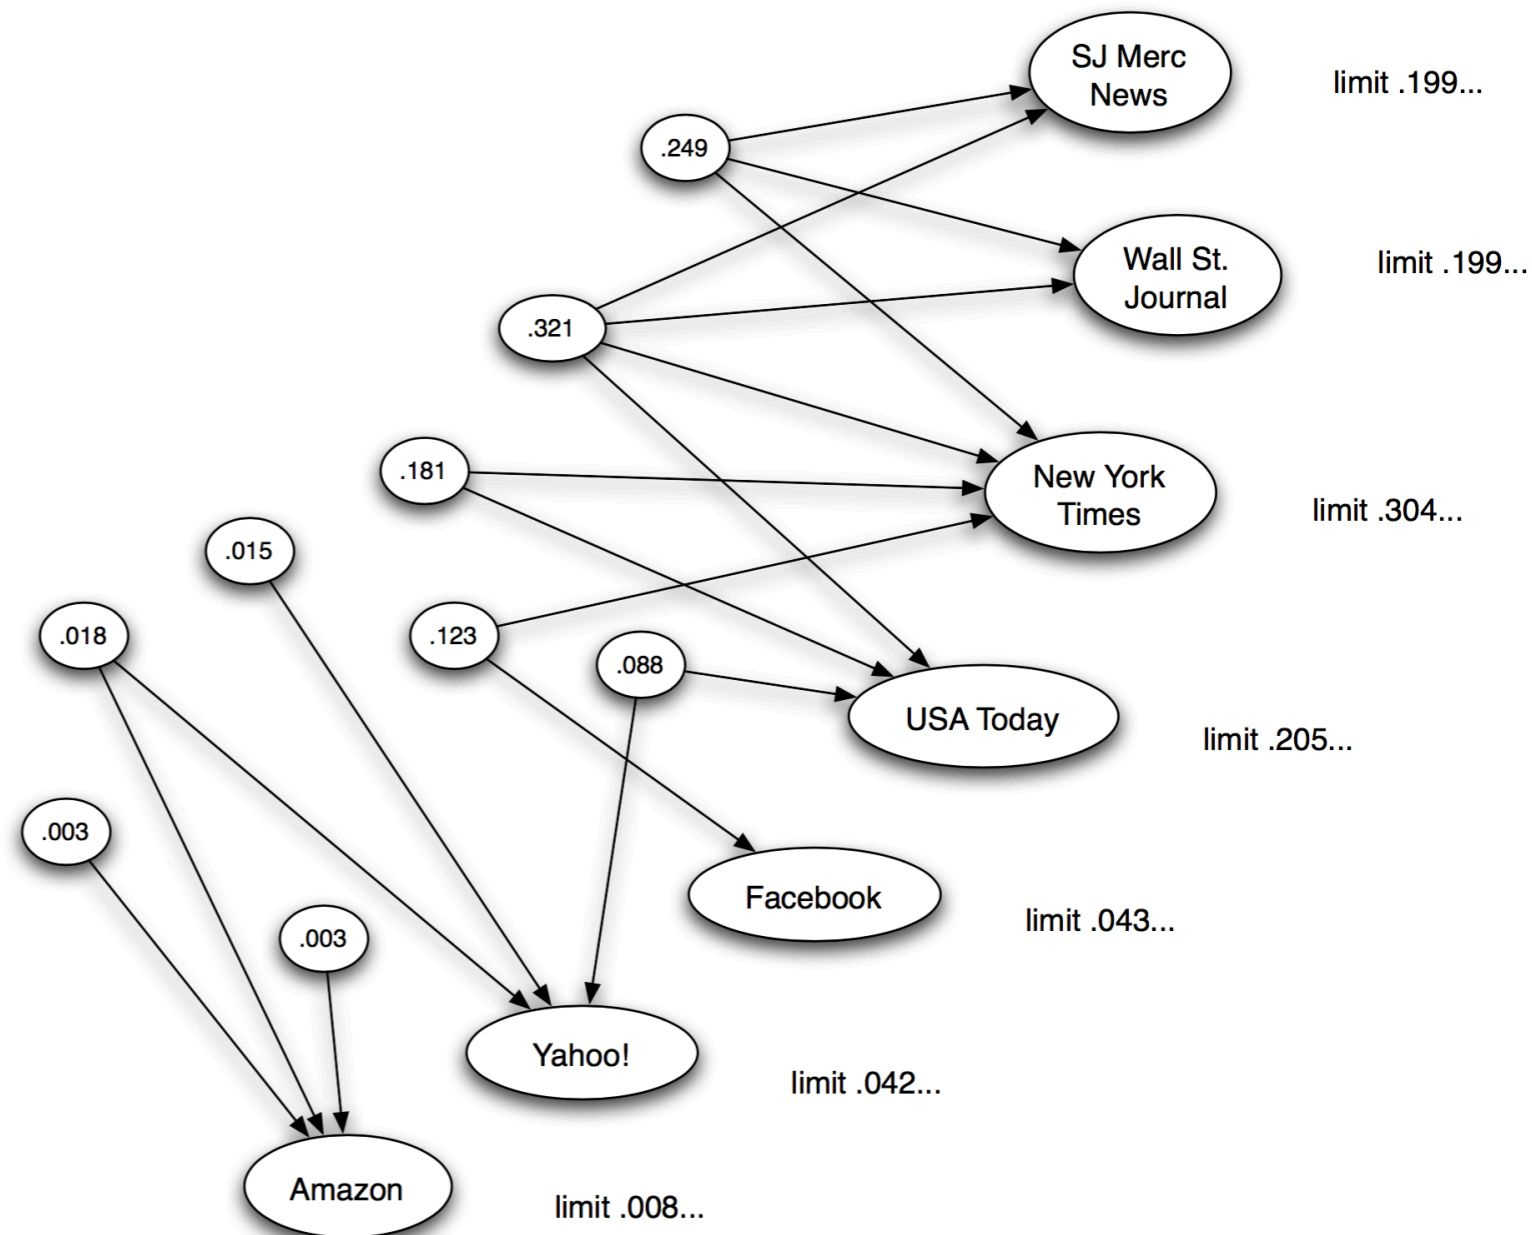 SJ Merc
News
limit .199...
.249
Wall St.
Journal
limit .199...
.321
New York
Times
limit .304...
.181
.015
.018
.123
.088
USA Today
limit .205...
.003
Facebook
limit .043...
.003
Yahoo!
limit .042...
Amazon
limit .008...